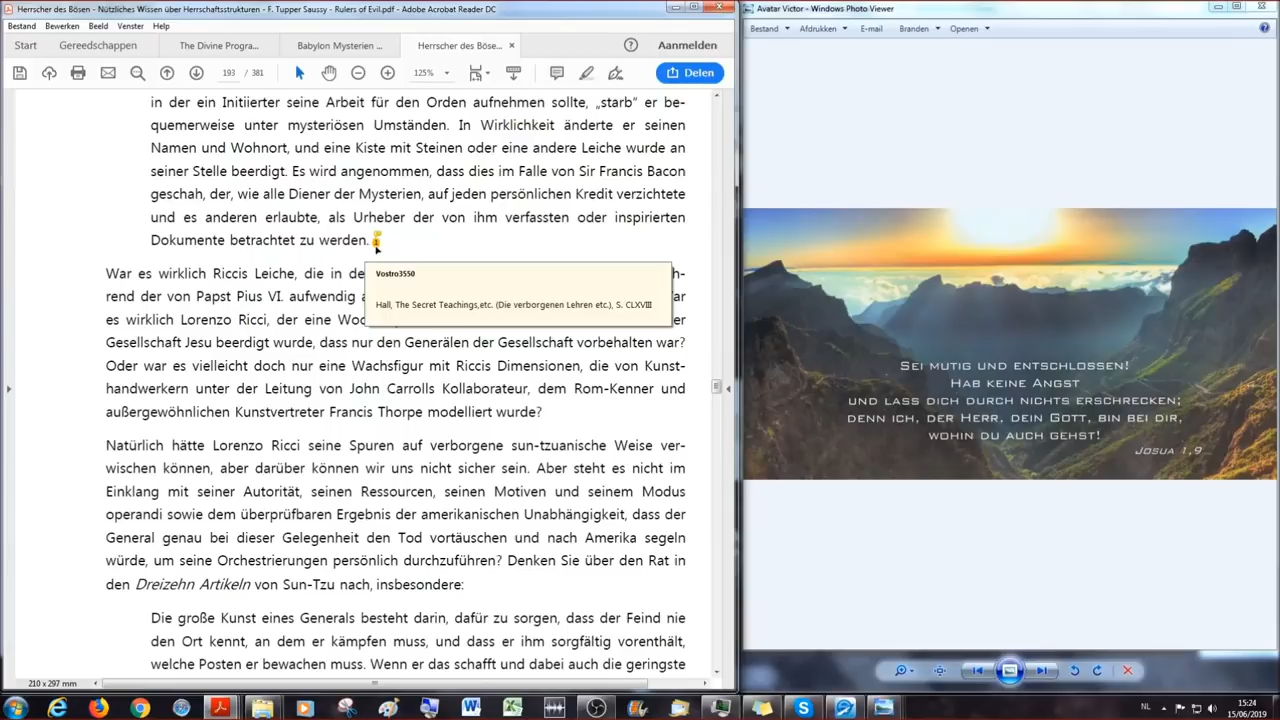 Herrscher des Bösen - Nützliches Wissen über Herrschaftsstrukturen - F. Tupper Saussy - Rulers of Evil.pdf - Adobe Acrobat Reader DC
Bestand Bewerken Beeld Venster Help
Start Gereedschappen The Divine Progra... Babylon Mysterien ... Herrscher des Böse... × Anmelden
193 / 381 125% Delen
in der ein Initiierter seine Arbeit für den Orden aufnehmen sollte, „starb“ er be-
quemerweise unter mysteriösen Umständen. In Wirklichkeit änderte er seinen
Namen und Wohnort, und eine Kiste mit Steinen oder eine andere Leiche wurde an
seiner Stelle beerdigt. Es wird angenommen, dass dies im Falle von Sir Francis Bacon
geschah, der, wie alle Diener der Mysterien, auf jeden persönlichen Kredit verzichtete
und es anderen erlaubte, als Urheber der von ihm verfassten oder inspirierten
Dokumente betrachtet zu werden. 1
War es wirklich Riccis Leiche, die in de
rend der von Papst Pius VI. aufwendig
es wirklich Lorenzo Ricci, der eine Woc er
Vostro3550
Hall, The Secret Teachings,etc. (Die verborgenen Lehren etc.), S. CLXVIII
Gesellschaft Jesu beerdigt wurde, dass nur den Generälen der Gesellschaft vorbehalten war?
Oder war es vielleicht doch nur eine Wachsfigur mit Riccis Dimensionen, die von Kunst-
handwerkern unter der Leitung von John Carrolls Kollaborateur, dem Rom-Kenner und
außergewöhnlichen Kunstvertreter Francis Thorpe modelliert wurde?
Natürlich hätte Lorenzo Ricci seine Spuren auf verborgene sun-tzuanische Weise ver-
wischen können, aber darüber können wir uns nicht sicher sein. Aber steht es nicht im
Einklang mit seiner Autorität, seinen Ressourcen, seinen Motiven und seinem Modus
operandi sowie dem überprüfbaren Ergebnis der amerikanischen Unabhängigkeit, dass der
General genau bei dieser Gelegenheit den Tod vortäuschen und nach Amerika segeln
würde, um seine Orchestrierungen persönlich durchzuführen? Denken Sie über den Rat in
den Dreizehn Artikeln von Sun-Tzu nach, insbesondere:
Die große Kunst eines Generals besteht darin, dafür zu sorgen, dass der Feind nie
den Ort kennt, an dem er kämpfen muss, und dass er ihm sorgfältig vorenthält,
welche Posten er bewachen muss. Wenn er das schafft und dabei auch die geringste
210 x 297 mm
Avatar Victor - Windows Photo Viewer
Bestand Afdrukken E-mail Branden Openen
Sei mutig und entschlossen!
Hab keine Angst
und lass dich durch nichts erschrecken;
denn ich, der Herr, dein Gott, bin bei dir,
wohin du auch gehst!
Josua 1,9
NL 15:24
15/06/2019